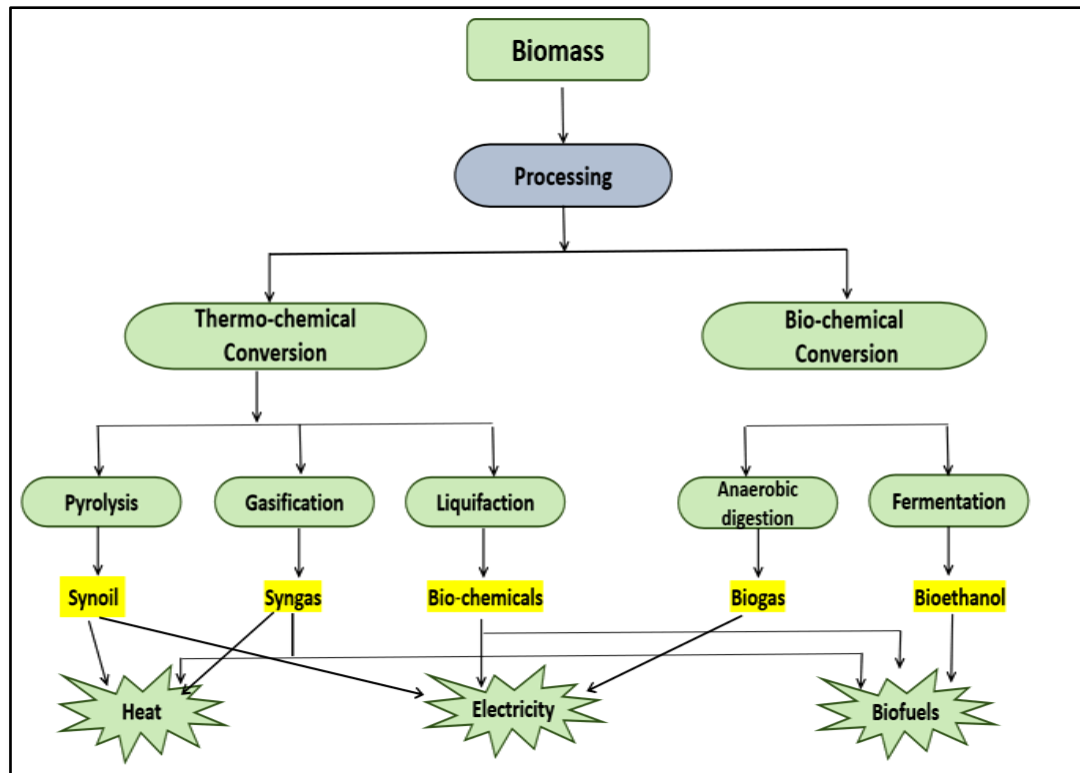 Biomass
Processing
Thermo-chemical
Conversion
Bio-chemical
Conversion
Pyrolysis
Gasification
Liquifaction
Anaerobic
digestion
Fermentation
Synoil
Syngas
Bio-chemicals
Biogas
Bioethanol
Heat
Electricity
Biofuels